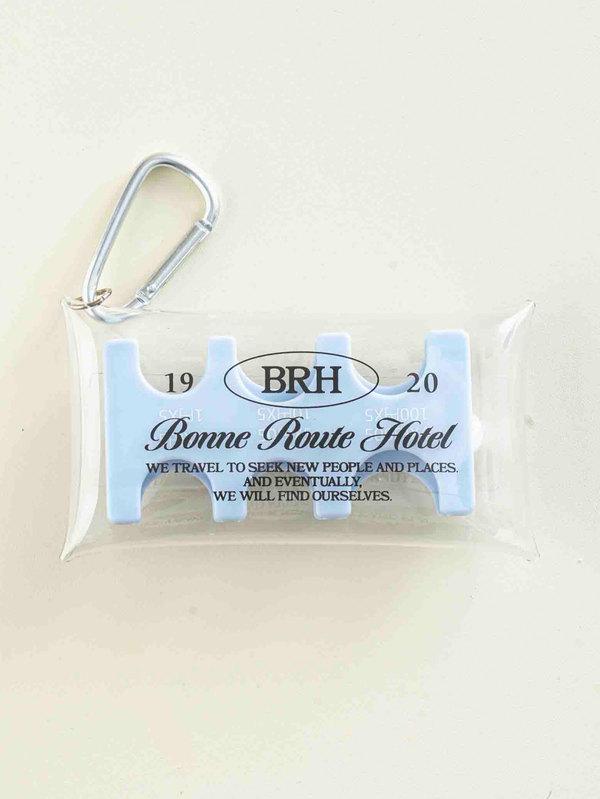 19 BRH 20
Bonne Route Hotel
WE TRAVEL TO SEEK NEW PEOPLE AND PLACES.
AND EVENTUALLY,
WE WILL FIND OURSELVES.